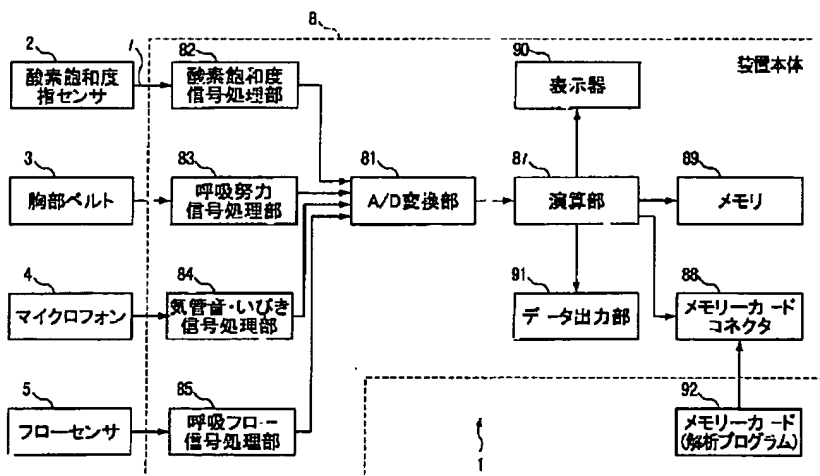 8
2
酸素飽和度
指センサ
1
82
酸素飽和度
信号処理部
90
表示器
装置本体
3
胸部ベルト
83
呼吸努力
信号処理部
81
A/D変換部
87
演算部
89
メモリ
4
マイクロフォン
84
気管音・いびき
信号処理部
91
データ出力部
88
メモリーカード
コネクタ
5
フローセンサ
85
呼吸フロー
信号処理部
92
メモリーカード
(解析プログラム)
1